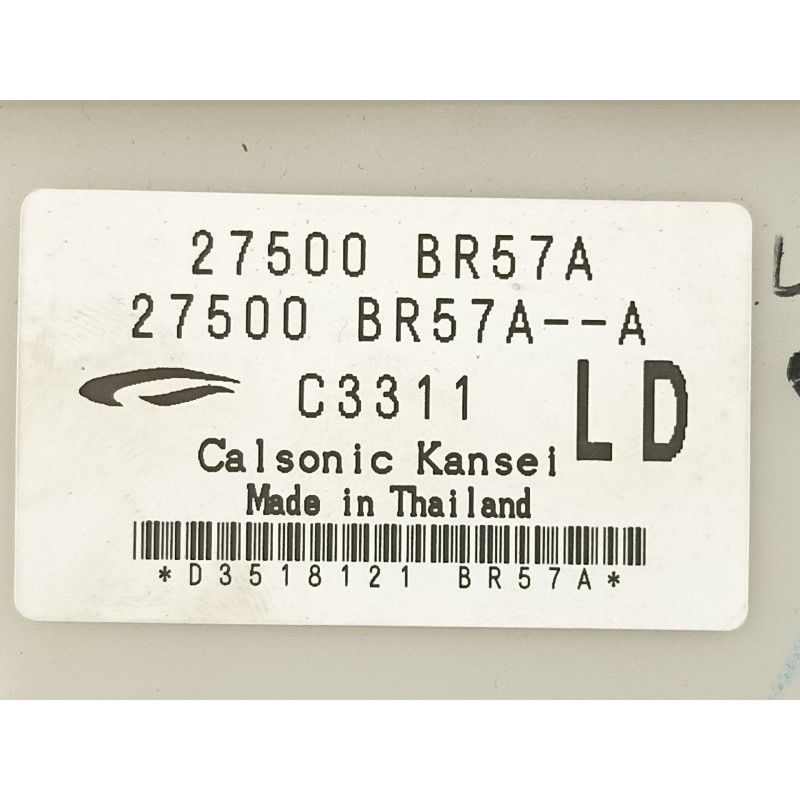 27500 BR57A
27500 BR57A--A
C3311
LD
Calsonic Kansei
Made in Thailand
*D3518121 BR57A*